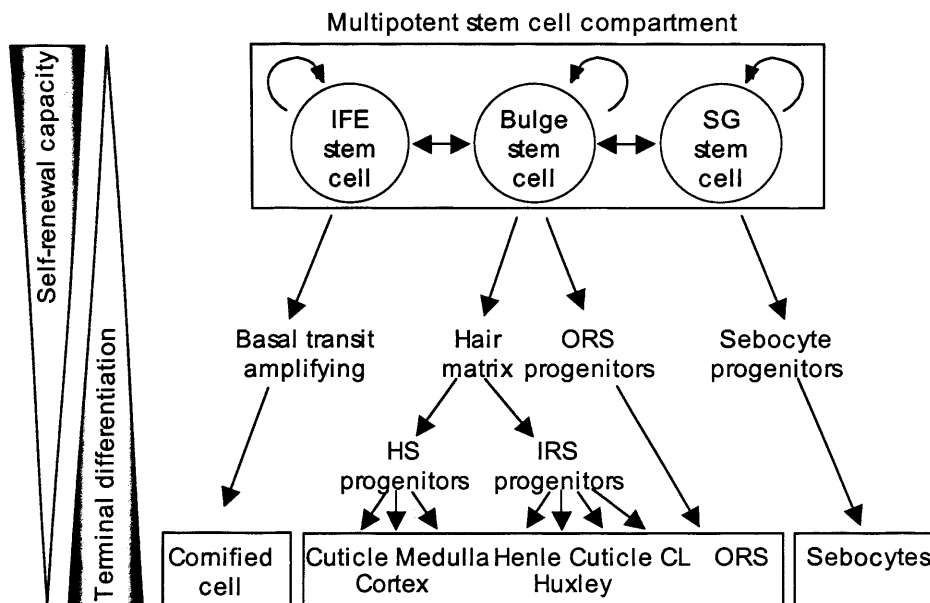 Multipotent stem cell compartment
Self-renewal capacity
Terminal differentiation
IFE
stem
cell
Bulge
stem
cell
SG
stem
cell
Basal transit
amplifying
Hair
matrix
ORS
progenitors
Sebocyte
progenitors
HS
progenitors
IRS
progenitors
Cornified
cell
Cuticle Medulla
Cortex
Henle Cuticle CL
Huxley
ORS
Sebocytes